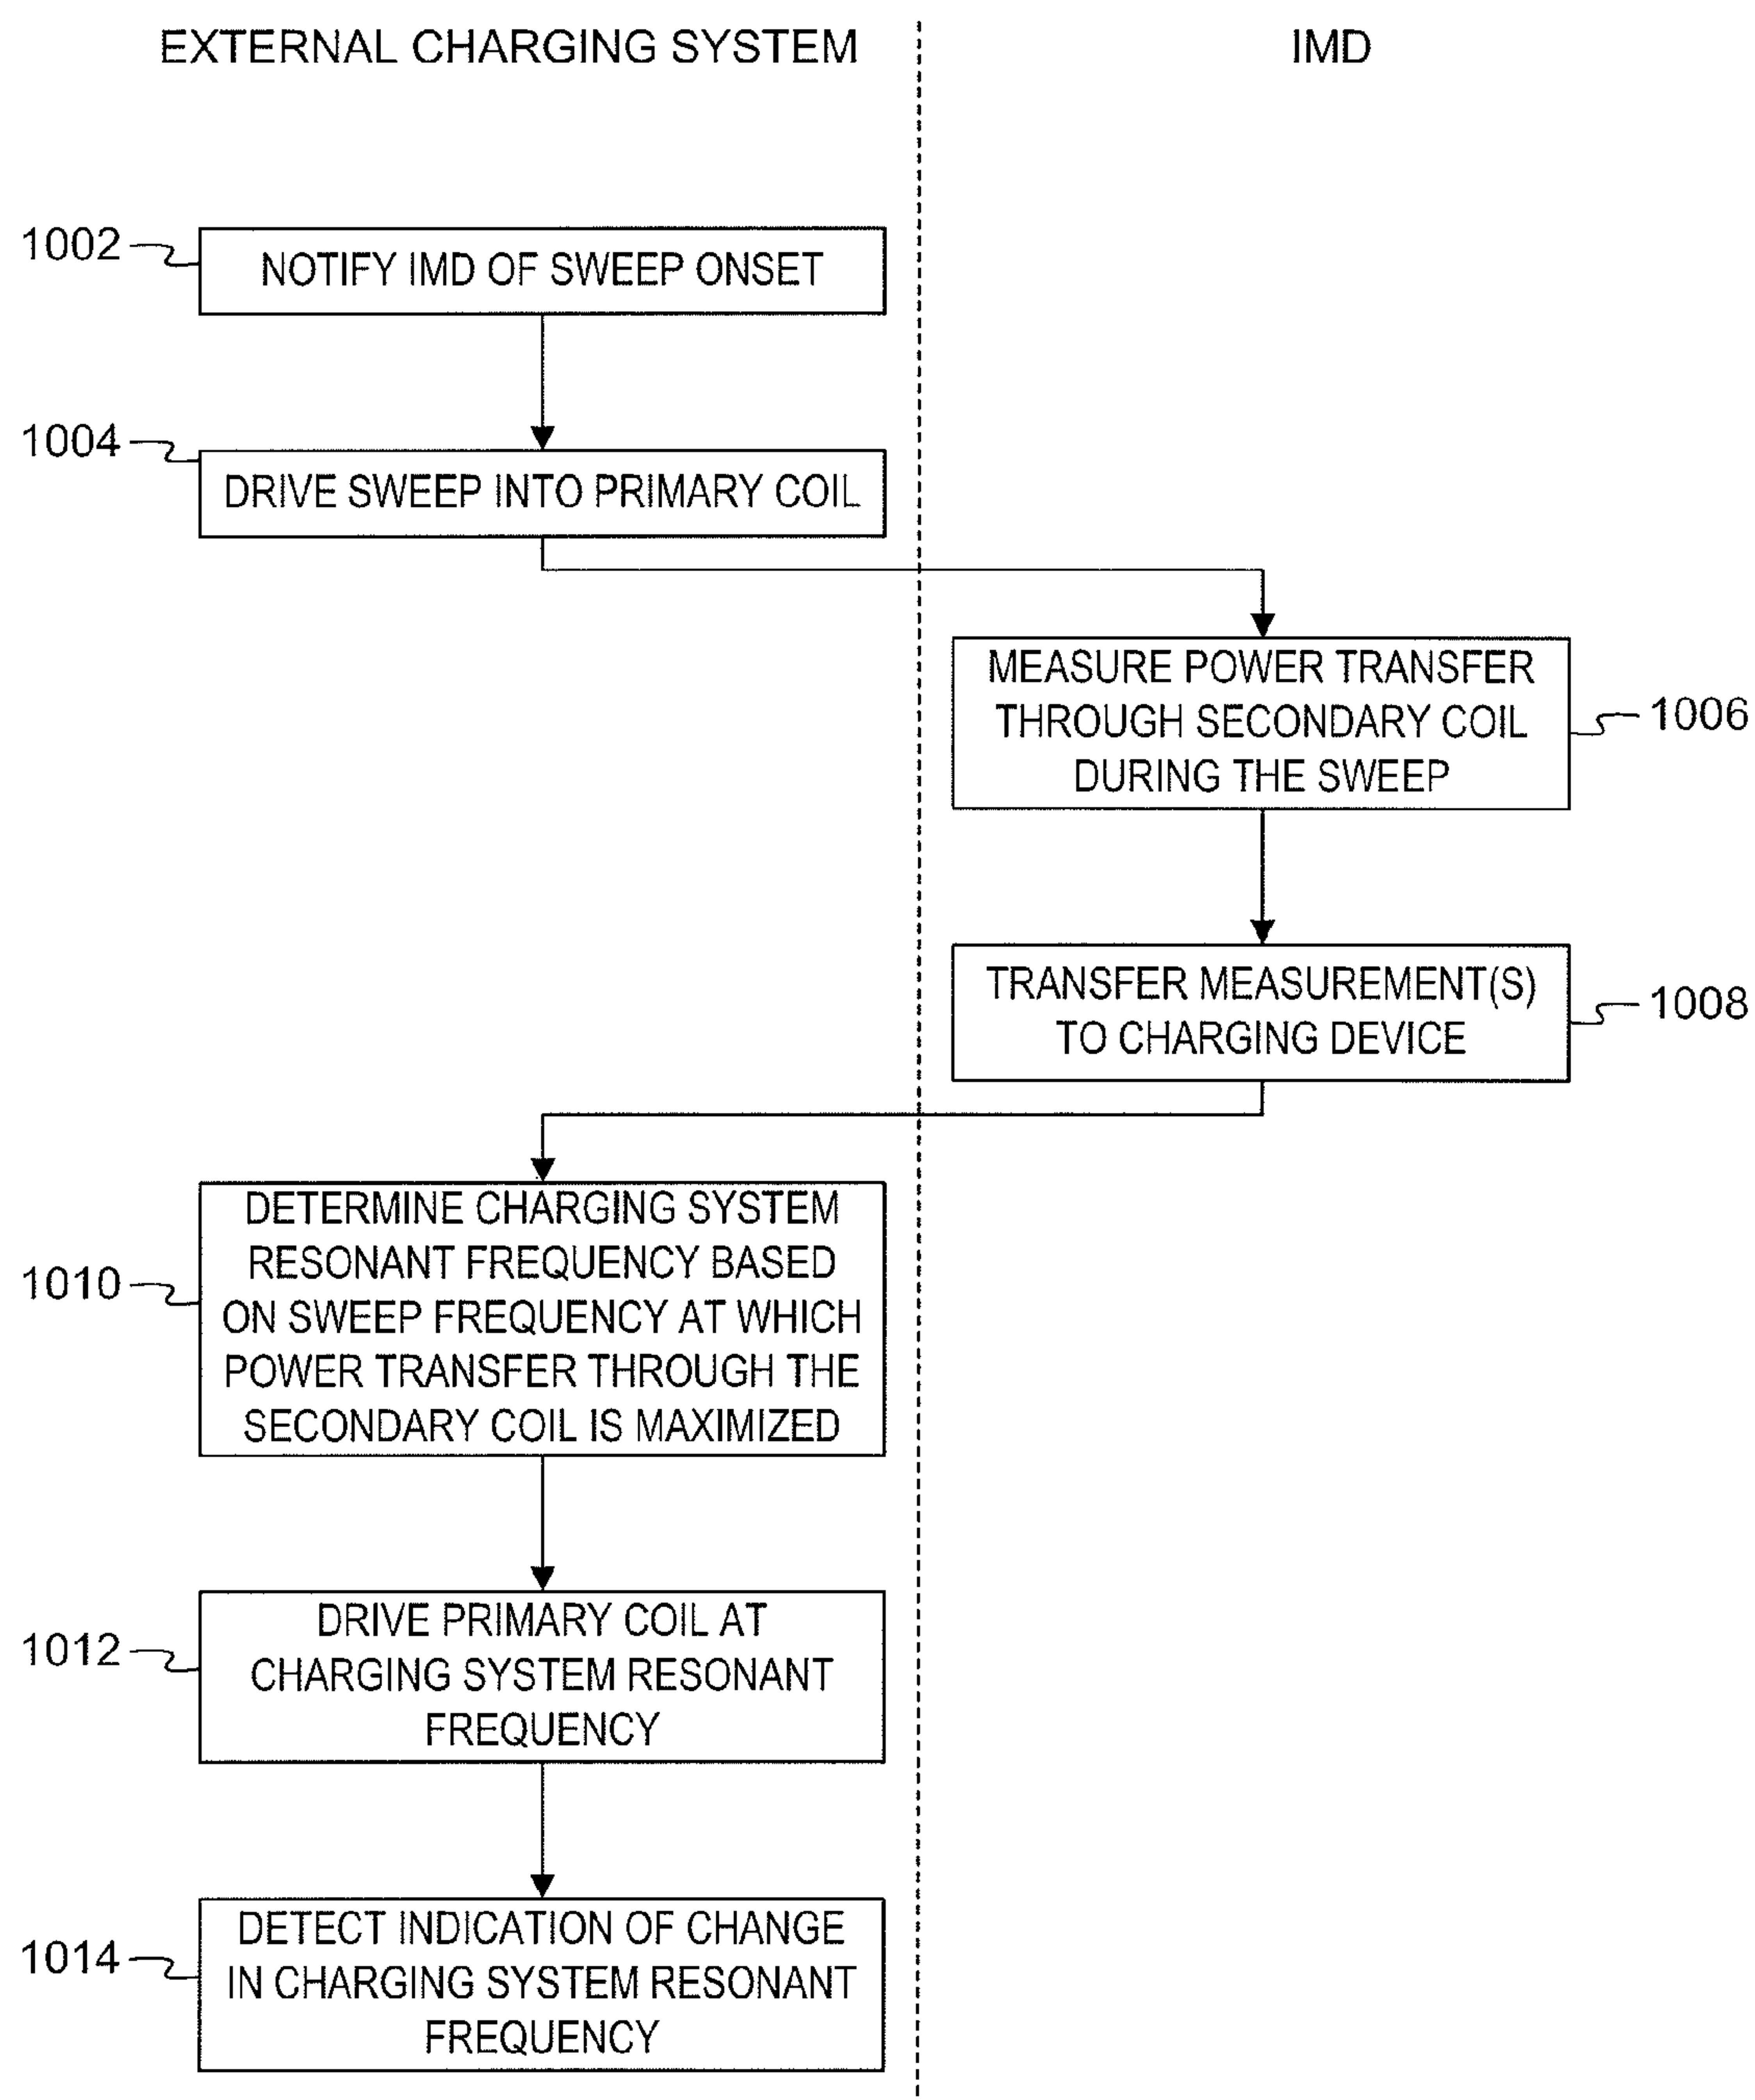 EXTERNAL CHARGING SYSTEM
IMD
1002
NOTIFY IMD OF SWEEP ONSET
1004
DRIVE SWEEP INTO PRIMARY COIL
MEASURE POWER TRANSFER
THROUGH SECONDARY COIL
DURING THE SWEEP
1006
TRANSFER MEASUREMENT(S)
TO CHARGING DEVICE
1008
1010
DETERMINE CHARGING SYSTEM
RESONANT FREQUENCY BASED
ON SWEEP FREQUENCY AT WHICH
POWER TRANSFER THROUGH THE
SECONDARY COIL IS MAXIMIZED
1012
DRIVE PRIMARY COIL AT
CHARGING SYSTEM RESONANT
FREQUENCY
1014
DETECT INDICATION OF CHANGE
IN CHARGING SYSTEM RESONANT
FREQUENCY